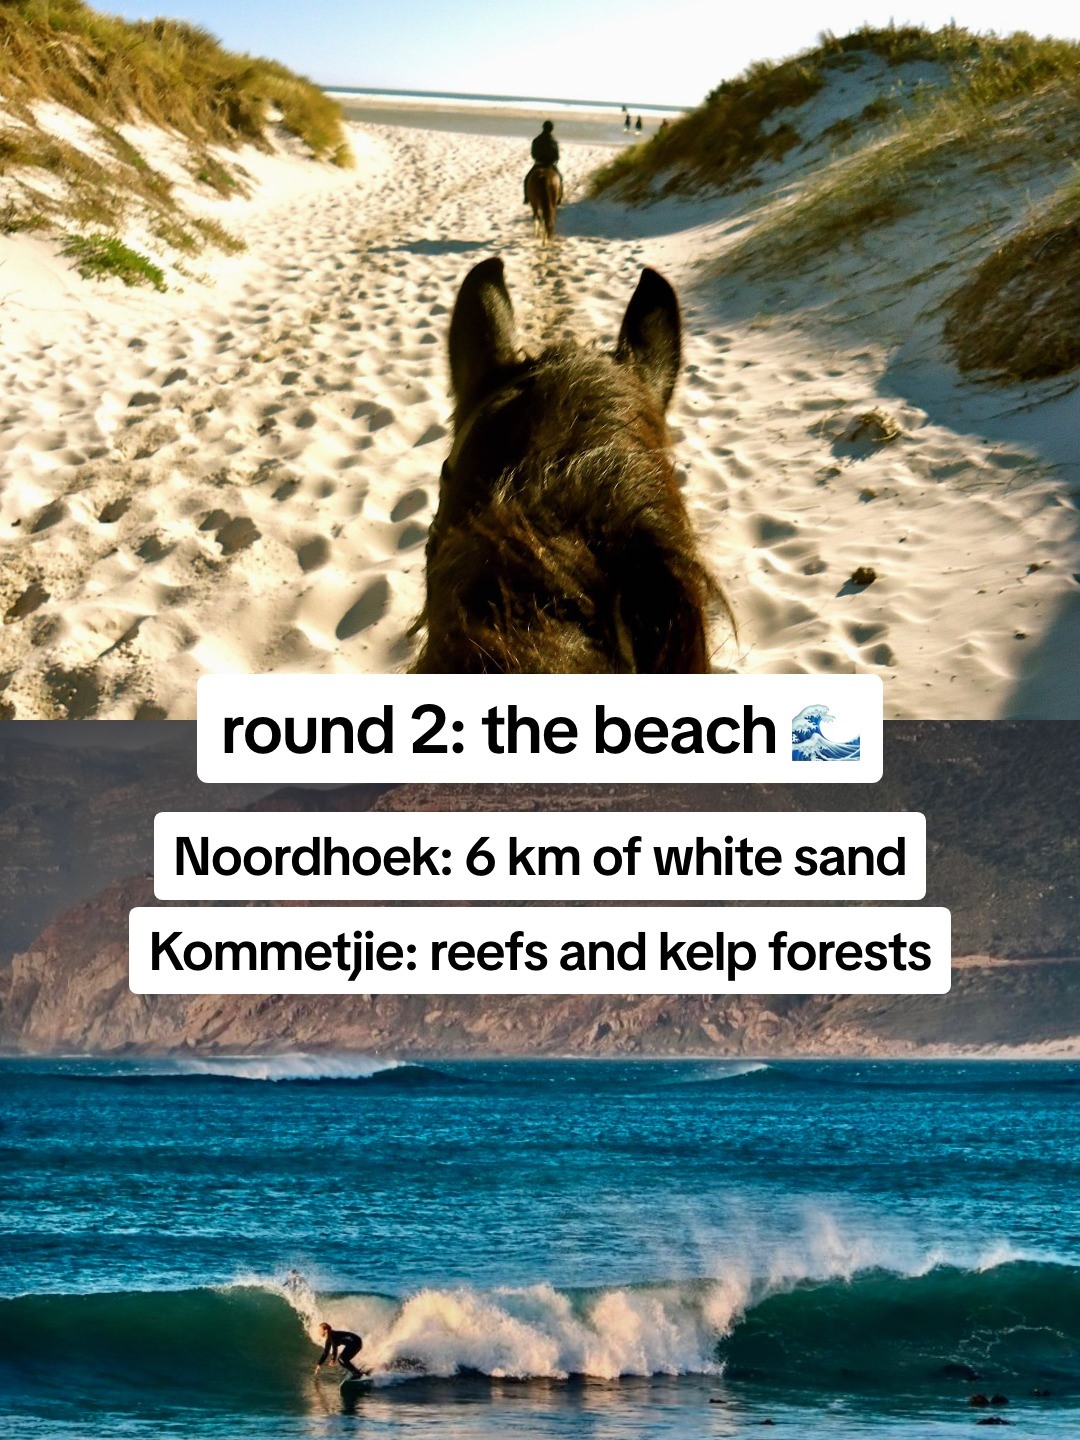 round 2: the beach 🌊
Noordhoek: 6 km of white sand
Kommetjie: reefs and kelp forests